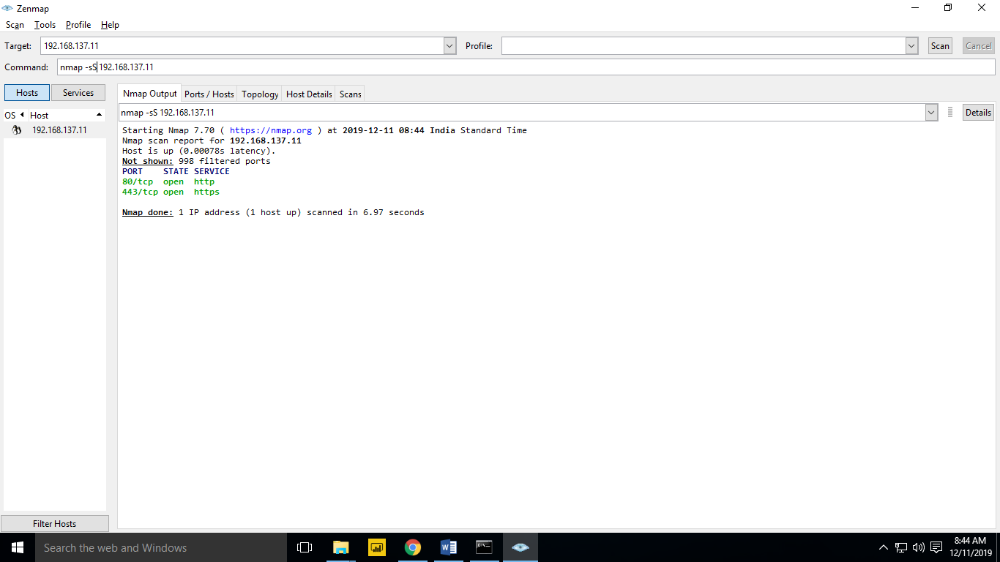 Zenmap
Scan Tools Profile Help
Target: 192.168.137.11 Profile: Scan Cancel
Command: nmap -sS 192.168.137.11
Hosts Services
Nmap Output Ports / Hosts Topology Host Details Scans
OS Host
nmap -sS 192.168.137.11 Details
192.168.137.11
Starting Nmap 7.70 ( https://nmap.org ) at 2019-12-11 08:44 India Standard Time
Nmap scan report for 192.168.137.11
Host is up (0.00078s latency).
Not shown: 998 filtered ports
PORT STATE SERVICE
80/tcp open http
443/tcp open https
Nmap done: 1 IP address (1 host up) scanned in 6.97 seconds
Filter Hosts
Search the web and Windows
8:44 AM
12/11/2019